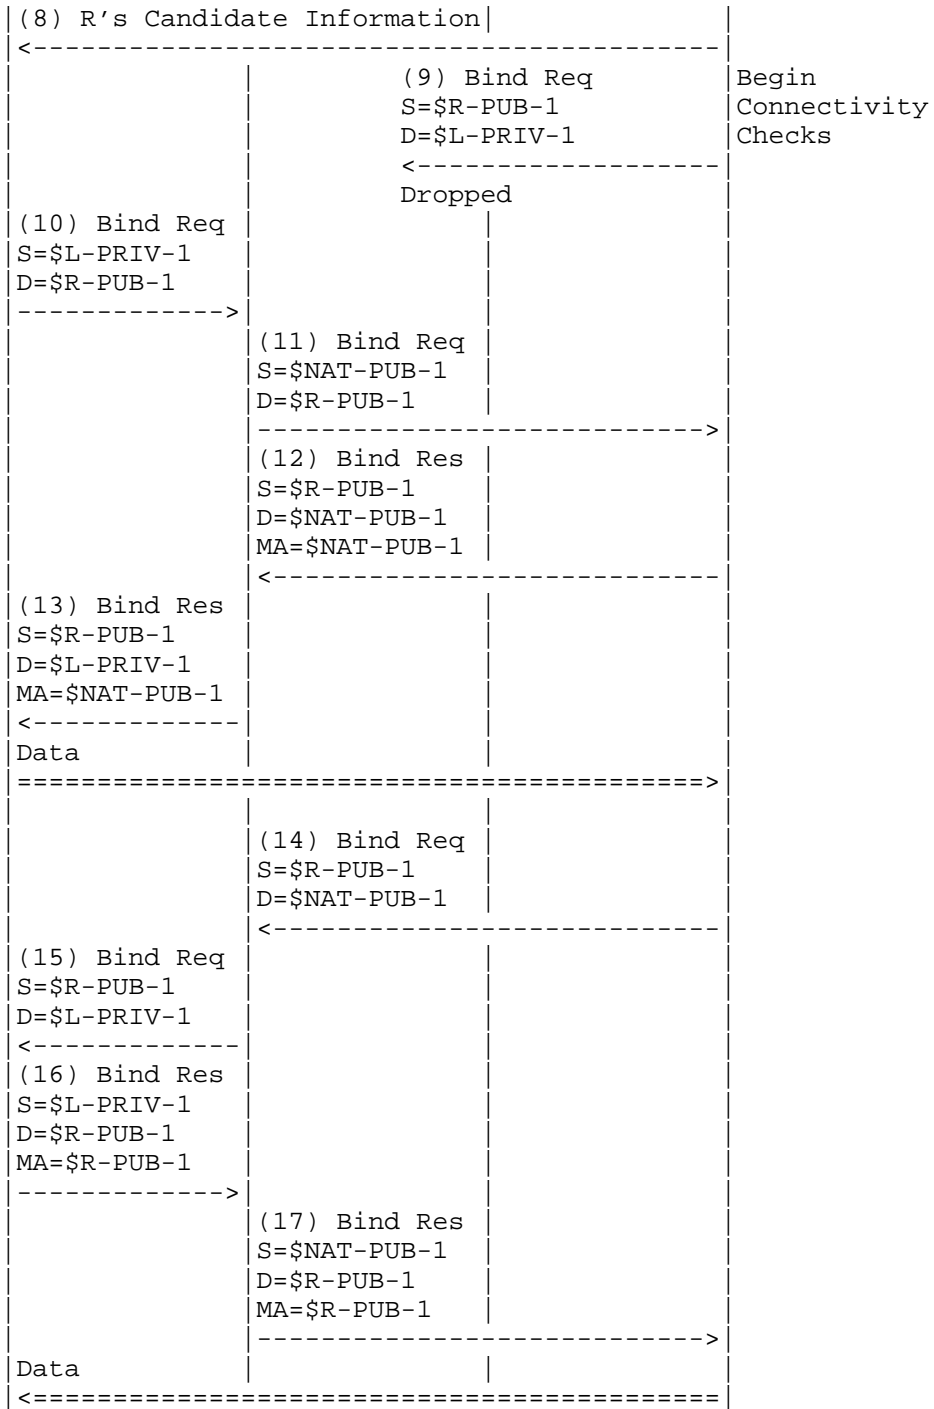 |(8) R's Candidate Information|              |
|<-------------------------------------------|
|              |         (9) Bind Req        |Begin
|              |         S=$R-PUB-1          |Connectivity
|              |         D=$L-PRIV-1         |Checks
|              |         <-------------------|
|              |         Dropped             |
|(10) Bind Req |              |              |
|S=$L-PRIV-1   |              |              |
|D=$R-PUB-1    |              |              |
|------------->|              |              |
|              |(11) Bind Req |              |
|              |S=$NAT-PUB-1  |              |
|              |D=$R-PUB-1    |              |
|              |---------------------------->|
|              |(12) Bind Res |              |
|              |S=$R-PUB-1    |              |
|              |D=$NAT-PUB-1  |              |
|              |MA=$NAT-PUB-1 |              |
|              |<----------------------------|
|(13) Bind Res |              |              |
|S=$R-PUB-1    |              |              |
|D=$L-PRIV-1   |              |              |
|MA=$NAT-PUB-1 |              |              |
|<-------------|              |              |
|Data          |              |              |
|===========================================>|
|              |              |              |
|              |(14) Bind Req |              |
|              |S=$R-PUB-1    |              |
|              |D=$NAT-PUB-1  |              |
|              |<----------------------------|
|(15) Bind Req |              |              |
|S=$R-PUB-1    |              |              |
|D=$L-PRIV-1   |              |              |
|<-------------|              |              |
|(16) Bind Res |              |              |
|S=$L-PRIV-1   |              |              |
|D=$R-PUB-1    |              |              |
|MA=$R-PUB-1   |              |              |
|------------->|              |              |
|              |(17) Bind Res |              |
|              |S=$NAT-PUB-1  |              |
|              |D=$R-PUB-1    |              |
|              |MA=$R-PUB-1   |              |
|              |---------------------------->|
|Data          |              |              |
|<===========================================|